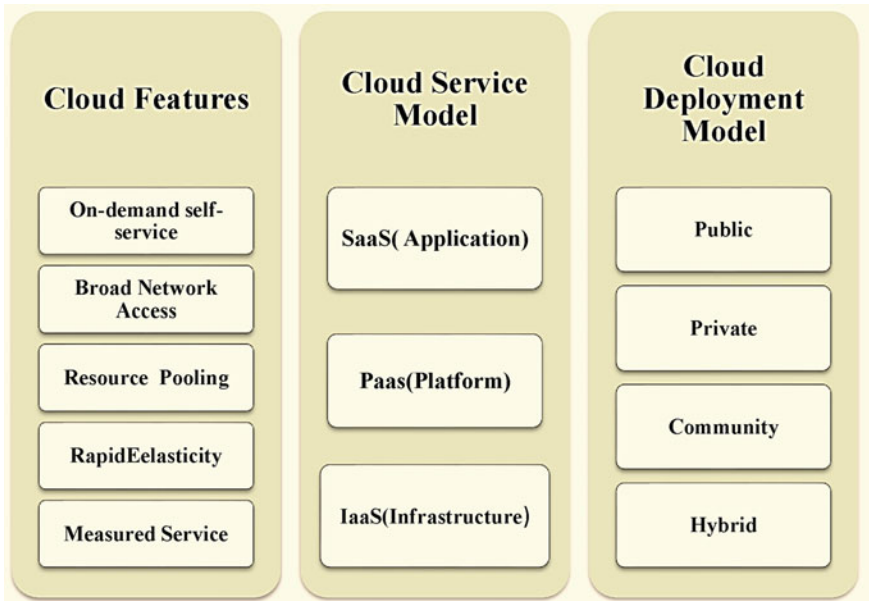 Cloud Features
On-demand self-
service
Broad Network
Access
Resource Pooling
RapidEelasticity
Measured Service
Cloud Service
Model
SaaS( Application)
Paas(Platform)
IaaS(Infrastructure)
Cloud
Deployment
Model
Public
Private
Community
Hybrid